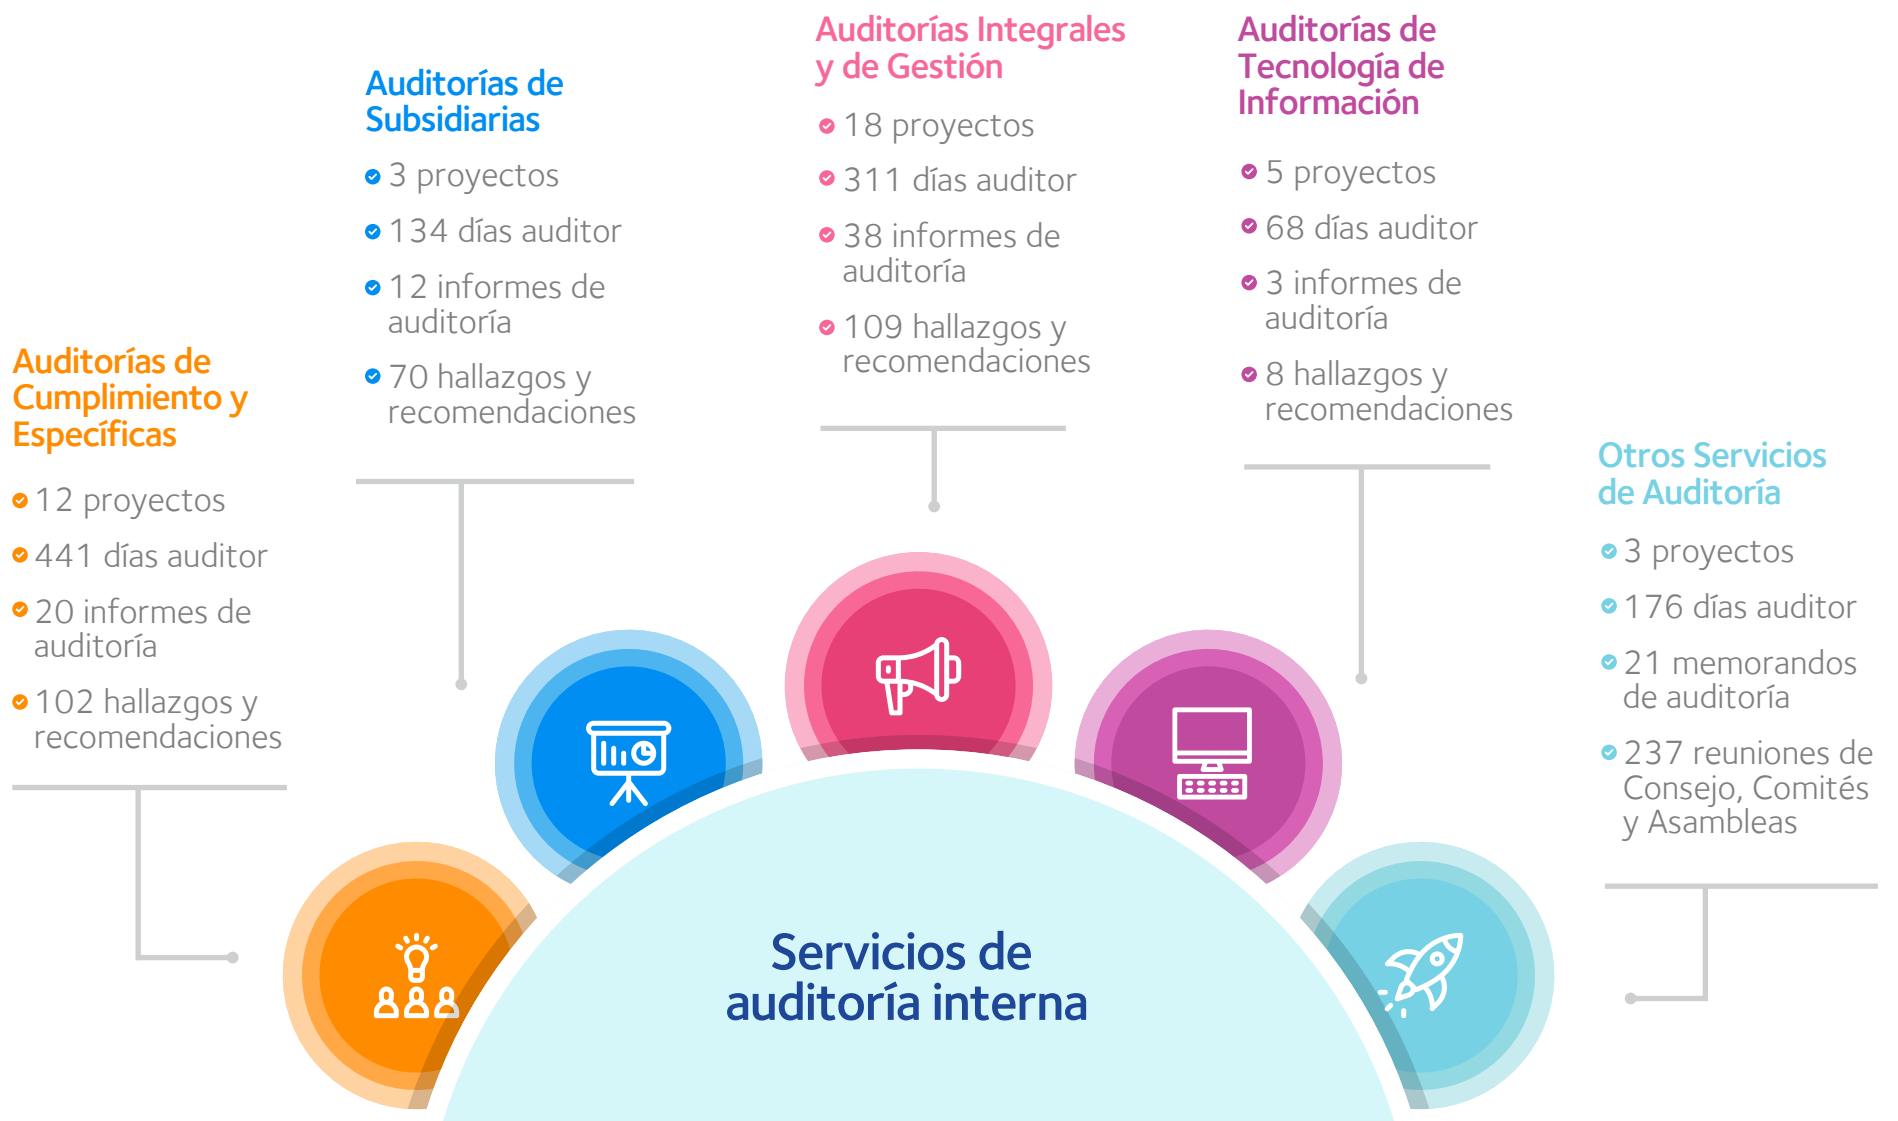 Auditorías de
Cumplimiento y
Específicas
12 proyectos
441 días auditor
20 informes de
auditoría
102 hallazgos y
recomendaciones
Auditorías de
Subsidiarias
3 proyectos
134 días auditor
12 informes de
auditoría
70 hallazgos y
recomendaciones
Auditorías Integrales
y de Gestión
18 proyectos
311 días auditor
38 informes de
auditoría
109 hallazgos y
recomendaciones
Auditorías de
Tecnología de
Información
5 proyectos
68 días auditor
3 informes de
auditoría
8 hallazgos y
recomendaciones
Otros Servicios
de Auditoría
3 proyectos
176 días auditor
21 memorandos
de auditoría
237 reuniones de
Consejo, Comités
y Asambleas
Servicios de
auditoría interna